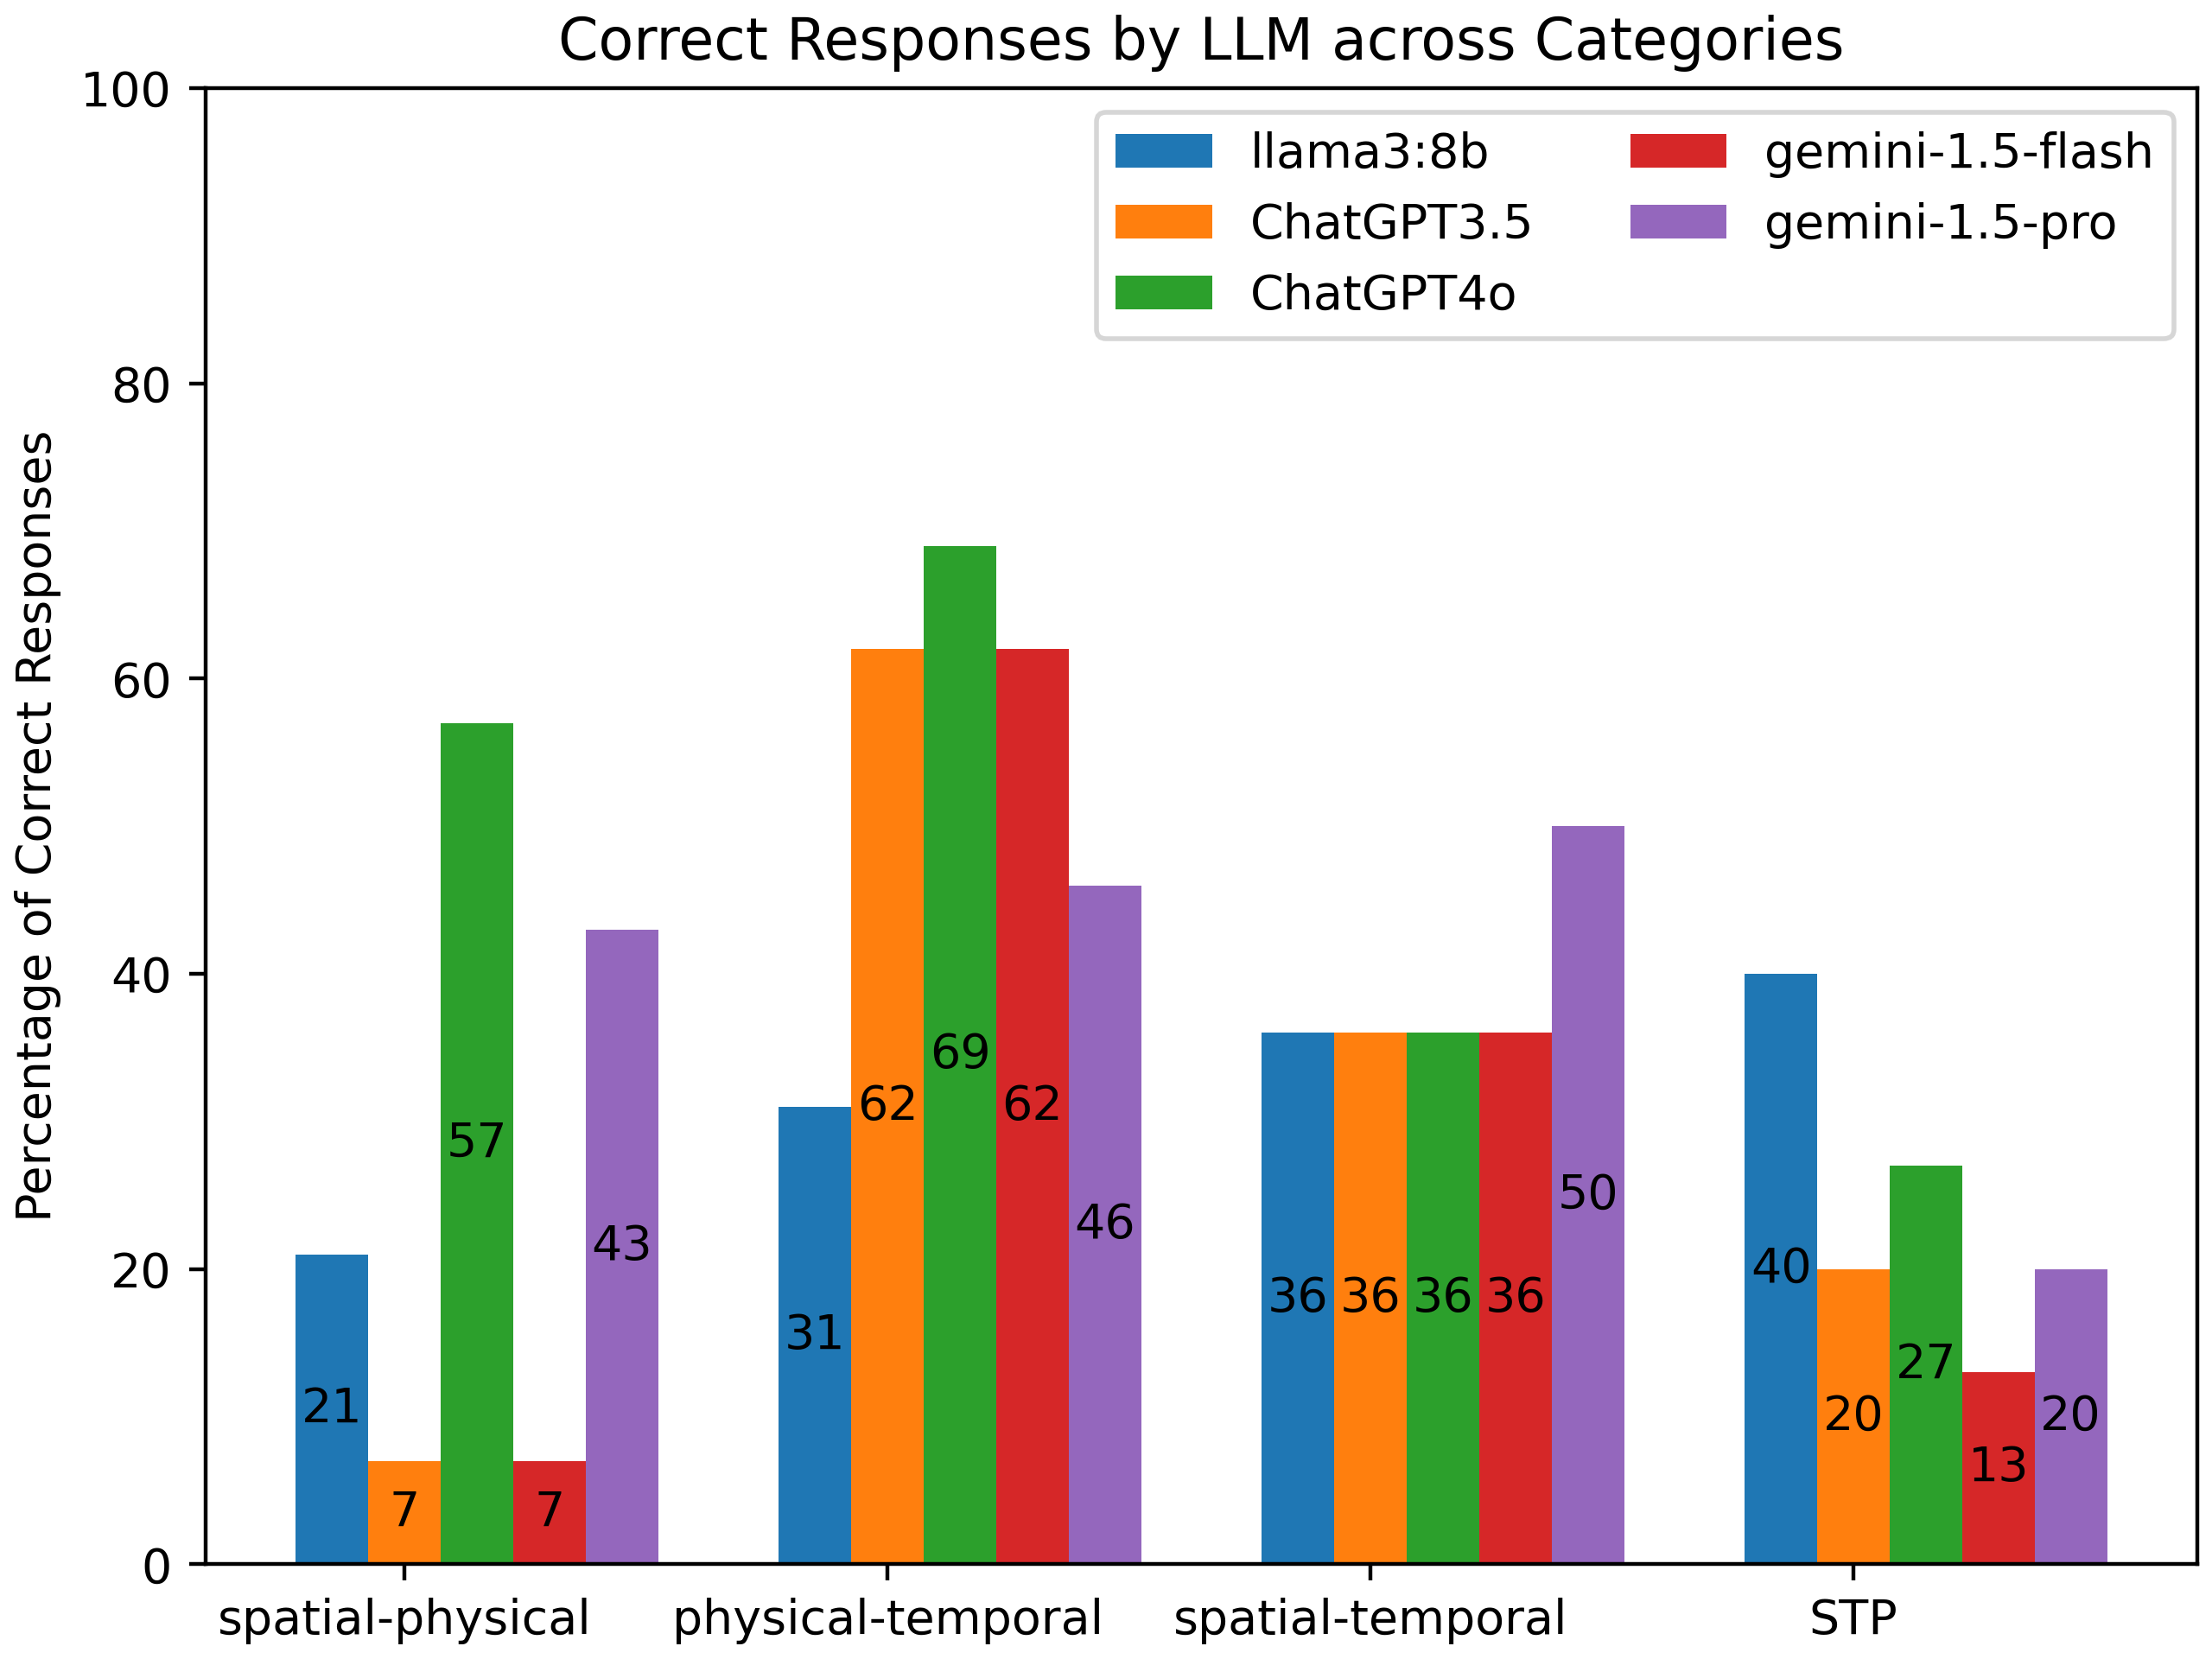 Correct Responses by LLM across Categories
Percentage of Correct Responses
100
80
60
40
20
0
llama3:8b
ChatGPT3.5
ChatGPT4o
gemini-1.5-flash
gemini-1.5-pro
21
7
57
7
43
31
62
69
62
46
36
36
36
36
50
40
20
27
13
20
spatial-physical
physical-temporal
spatial-temporal
STP